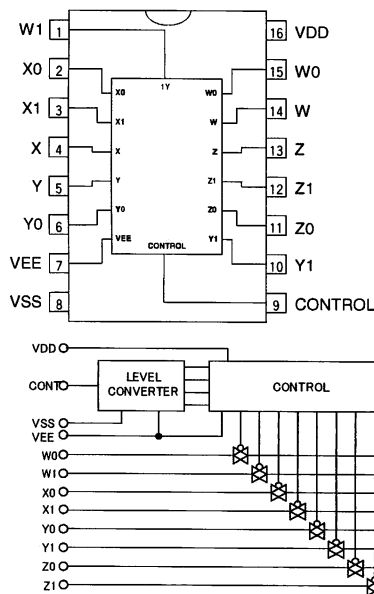 W1 1 16 VDD
X0 2 15 W0
X1 3 14 W
X 4 13 Z
Y 5 12 Z1
Y0 6 11 Z0
VEE 7 10 Y1
VSS 8 9 CONTROL
1Y
X0 W0
X1 W
X Z
Y Z1
Y0 Z0
VEE Y1
CONTROL
VDD
CONT
LEVEL
CONVERTER
CONTROL
VSS
VEE
W0
W1
X0
X1
Y0
Y1
Z0
Z1